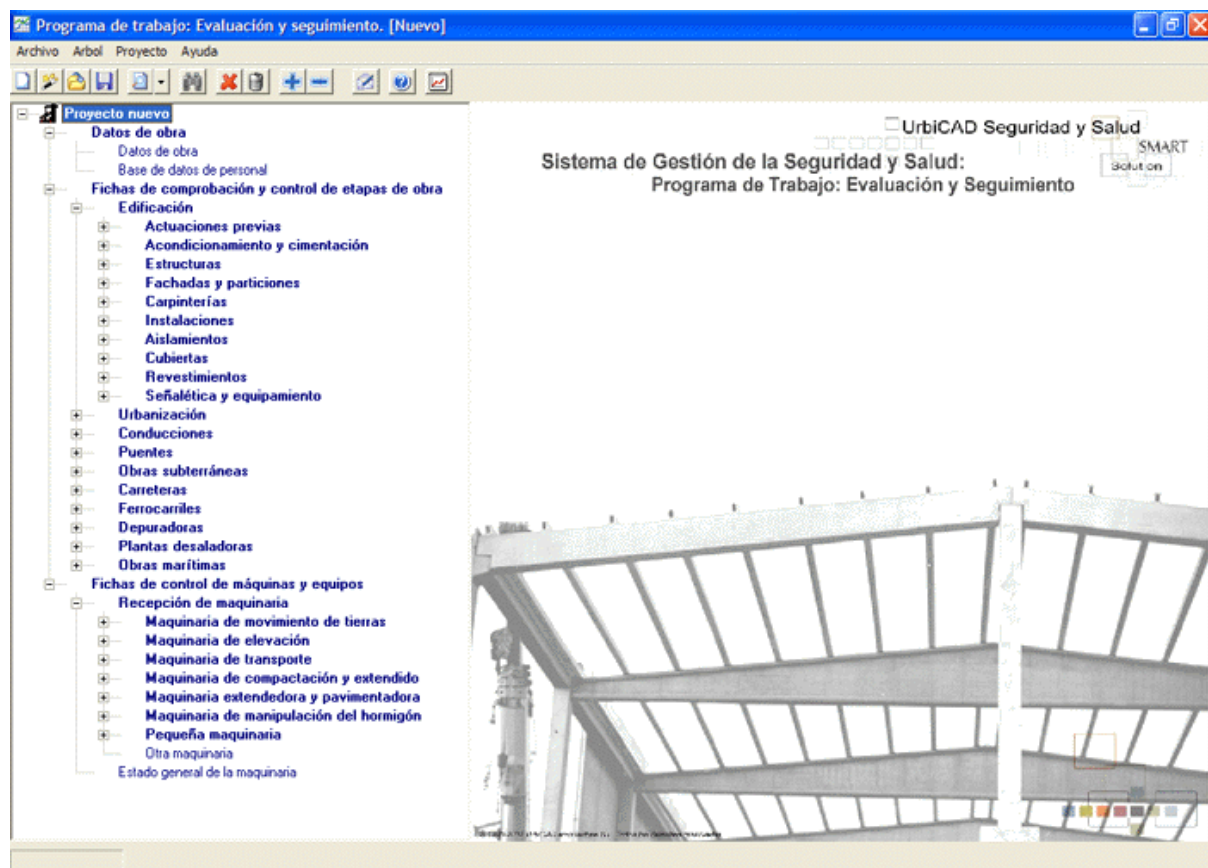 Programa de trabajo: Evaluación y seguimiento. [Nuevo]
Archivo Arbol Proyecto Ayuda
Proyecto nuevo
Datos de obra
Datos de obra
Base de datos de personal
Fichas de comprobación y control de etapas de obra
Edificación
Actuaciones previas
Acondicionamiento y cimentación
Estructuras
Fachadas y particiones
Carpinterías
Instalaciones
Aislamientos
Cubiertas
Revestimientos
Señalética y equipamiento
Urbanización
Conducciones
Puentes
Obras subterráneas
Carreteras
Ferrocarriles
Depuradoras
Plantas desaladoras
Obras marítimas
Fichas de control de máquinas y equipos
Recepción de maquinaria
Maquinaria de movimiento de tierras
Maquinaria de elevación
Maquinaria de transporte
Maquinaria de compactación y extendido
Maquinaria extendedora y pavimentadora
Maquinaria de manipulación del hormigón
Pequeña maquinaria
Otra maquinaria
Estado general de la maquinaria
UrbiCAD Seguridad y Salud
SMART
Solution
Sistema de Gestión de la Seguridad y Salud:
Programa de Trabajo: Evaluación y Seguimiento